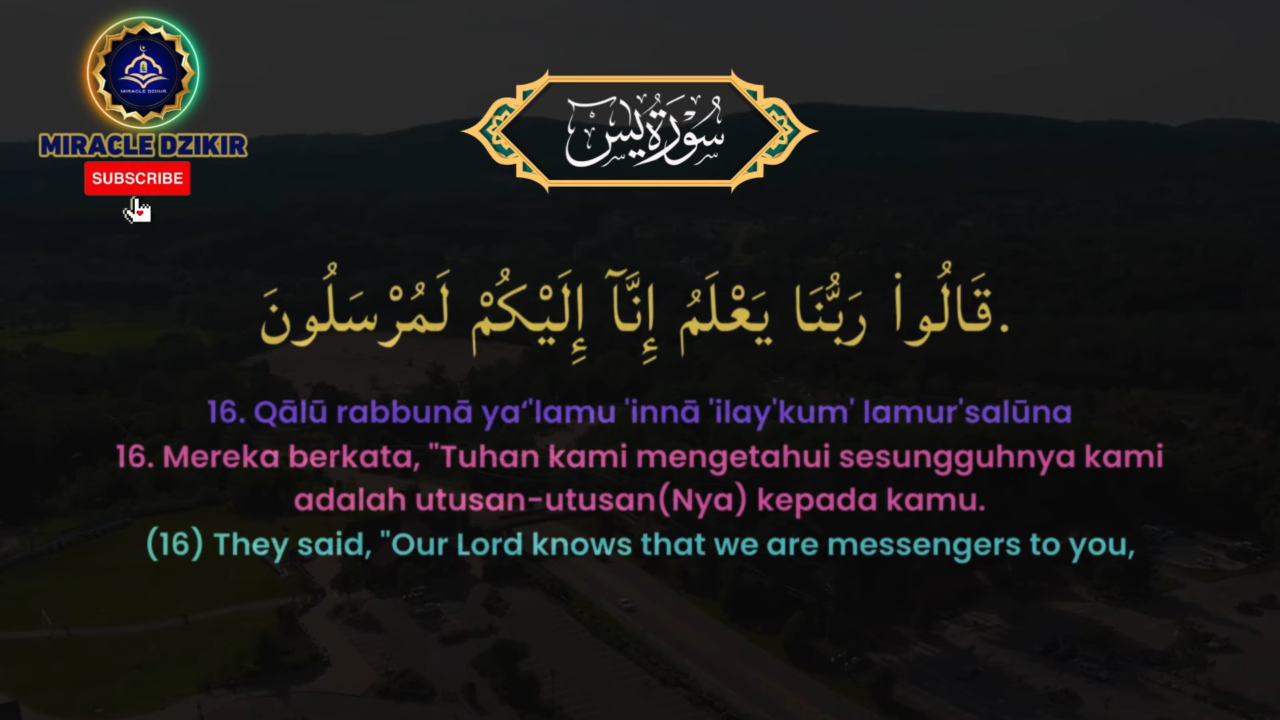 MIRACLE DZIKIR
MIRACLE DZIKIR
SUBSCRIBE
سُوْرَةُ يٰسٓ
قَالُوا۟ رَبُّنَا يَعْلَمُ إِنَّآ إِلَيْكُمْ لَمُرْسَلُونَ.
16. Qālū rabbunā ya‘'lamu 'innā 'ilay'kum' lamur'salūna
16. Mereka berkata, "Tuhan kami mengetahui sesungguhnya kami
adalah utusan-utusan(Nya) kepada kamu.
(16) They said, "Our Lord knows that we are messengers to you,